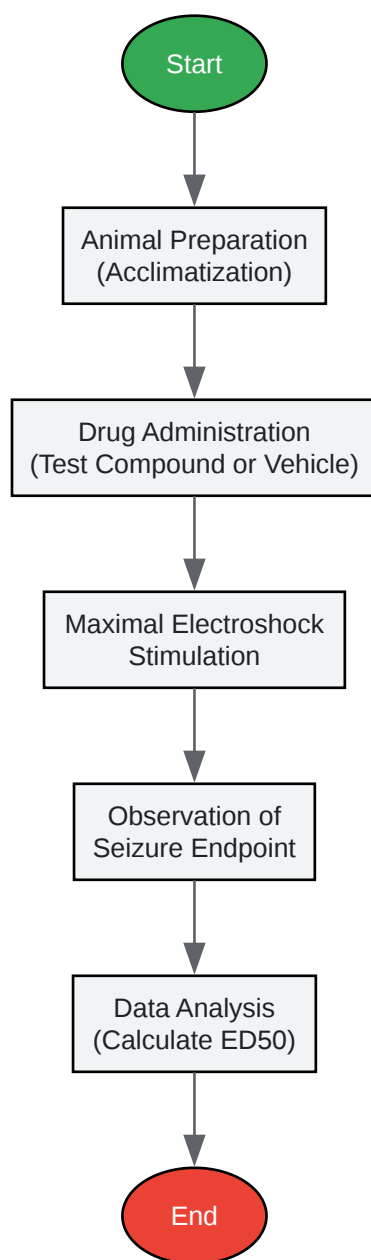 Start
Animal Preparation
(Acclimatization)
Drug Administration
(Test Compound or Vehicle)
Maximal Electroshock
Stimulation
Observation of
Seizure Endpoint
Data Analysis
(Calculate ED50)
End